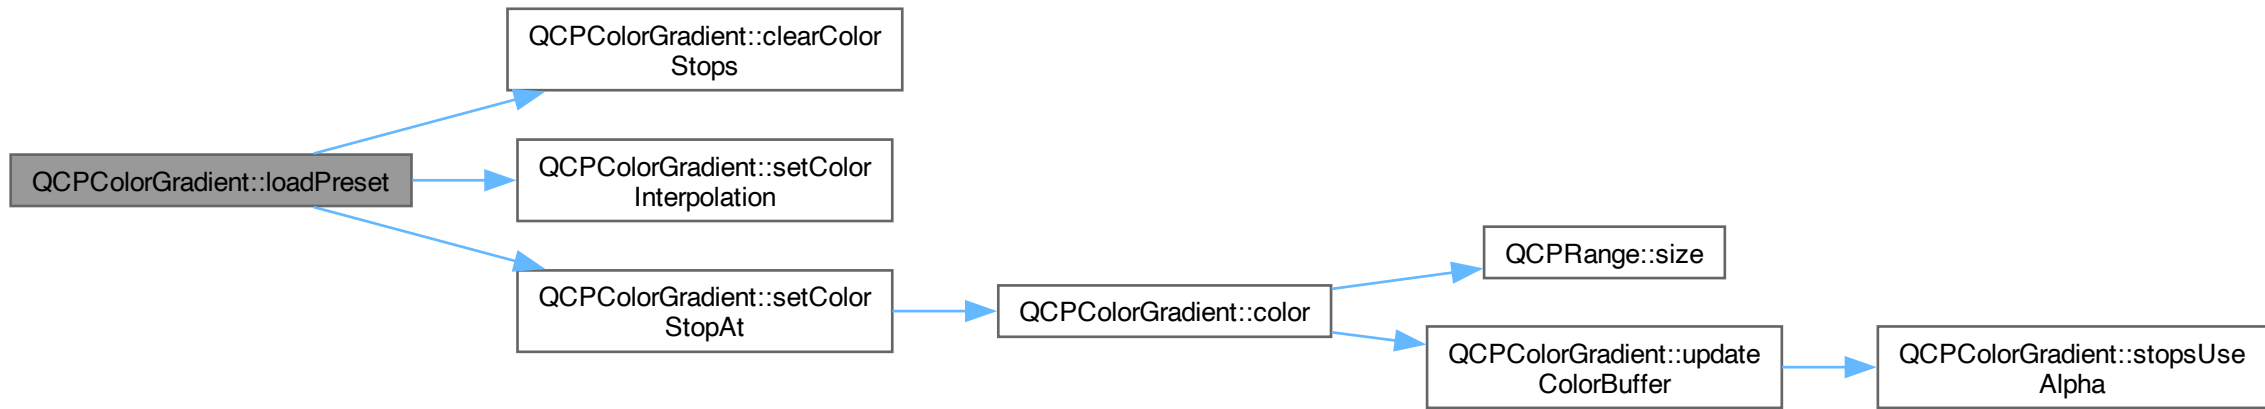 QCPColorGradient::clearColor
Stops
QCPColorGradient::loadPreset
QCPColorGradient::setColor
Interpolation
QCPColorGradient::setColor
StopAt
QCPColorGradient::color
QCPRange::size
QCPColorGradient::update
ColorBuffer
QCPColorGradient::stopsUse
Alpha